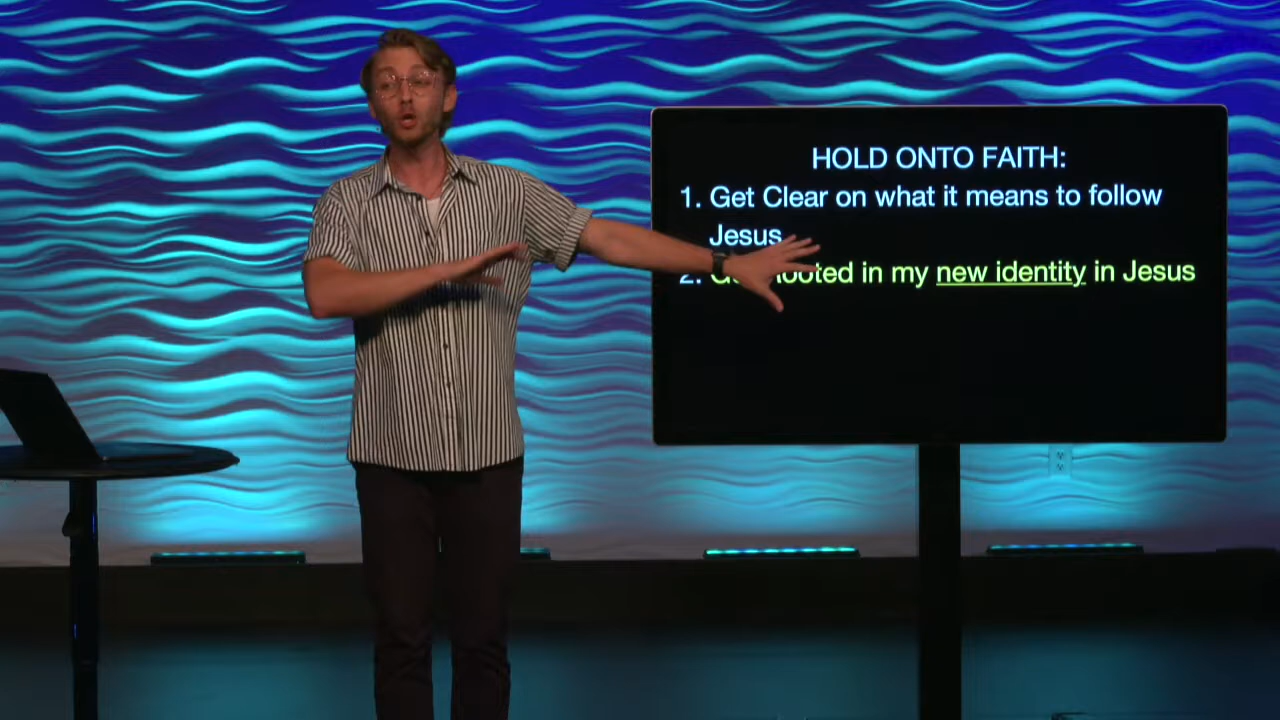 HOLD ONTO FAITH:
1. Get Clear on what it means to follow
Jesus
2. rooted in my new identity in Jesus